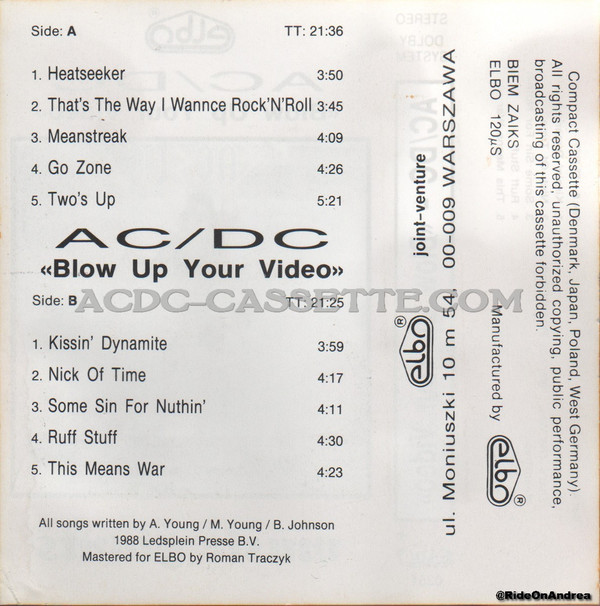 Side: A TT: 21:36
1. Heatseeker 3:50
2. That's The Way I Wannce Rock'N'Roll 3:45
3. Meanstreak 4:09
4. Go Zone 4:26
5. Two's Up 5:21
AC/DC
«Blow Up Your Video»
Side: B TT: 21:25
ACDC-CASSETTE.COM
1. Kissin' Dynamite 3:59
2. Nick Of Time 4:17
3. Some Sin For Nuthin' 4:11
4. Ruff Stuff 4:30
5. This Means War 4:23
All songs written by A. Young / M. Young / B. Johnson
1988 Ledsplein Presse B.V.
Mastered for ELBO by Roman Traczyk
joint-venture
elbo®
ul. Moniuszki 10 m 54, 00-009 WARSZAWA
BIEM ZAIKS
ELBO 120µS
Manufactured by elbo®
Compact Cassette (Denmark, Japan, Poland, West Germany).
All rights reserved, unauthorized copying, public performance,
broadcasting of this cassette forbidden.
elbo®
STEREO
DOLBY
SYSTEM
AC/DC
@RideOnAndrea